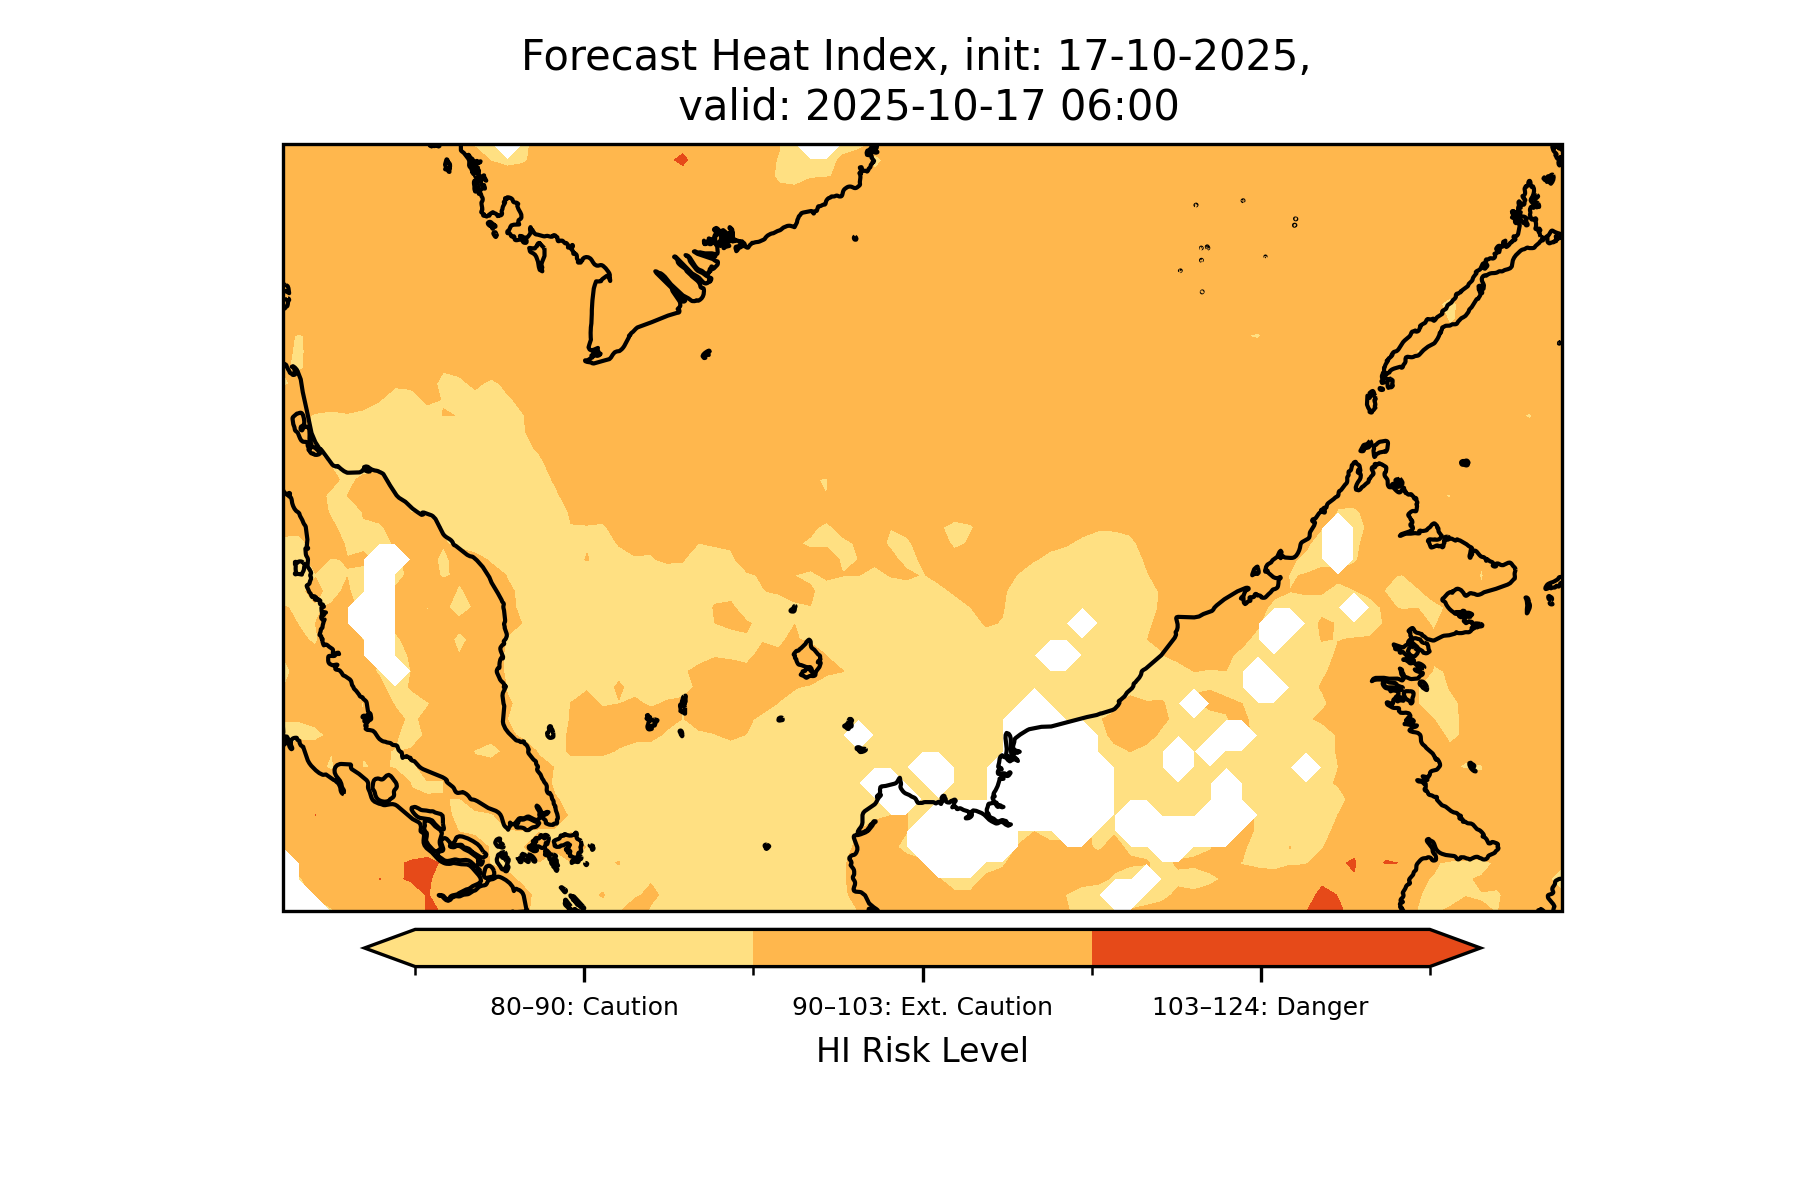 Forecast Heat Index, init: 17-10-2025,
valid: 2025-10-17 06:00
80–90: Caution
90–103: Ext. Caution
103–124: Danger
HI Risk Level